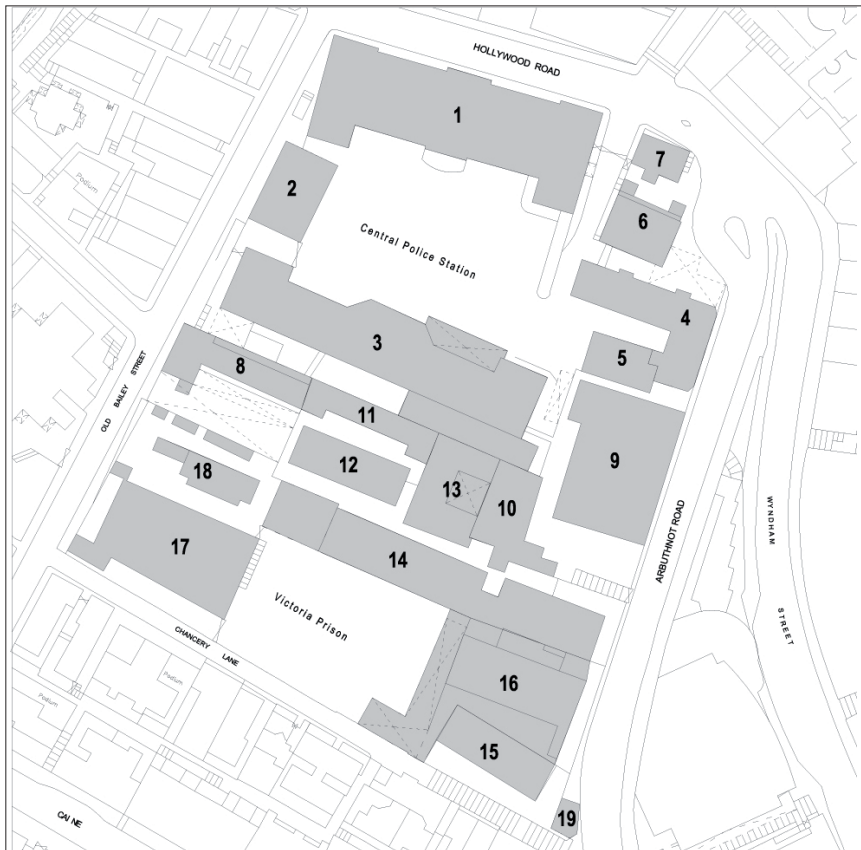 HOLLYWOOD ROAD
1
7
2
6
Central Police Station
4
3
5
8
OLD BAILEY STREET
11
9
12
18
13
10
WYNDHAM STREET
ARBUTHNOT ROAD
14
17
Victoria Prison
CHANCERY LANE
16
15
19
CAINE
Podium
Podium
Podium